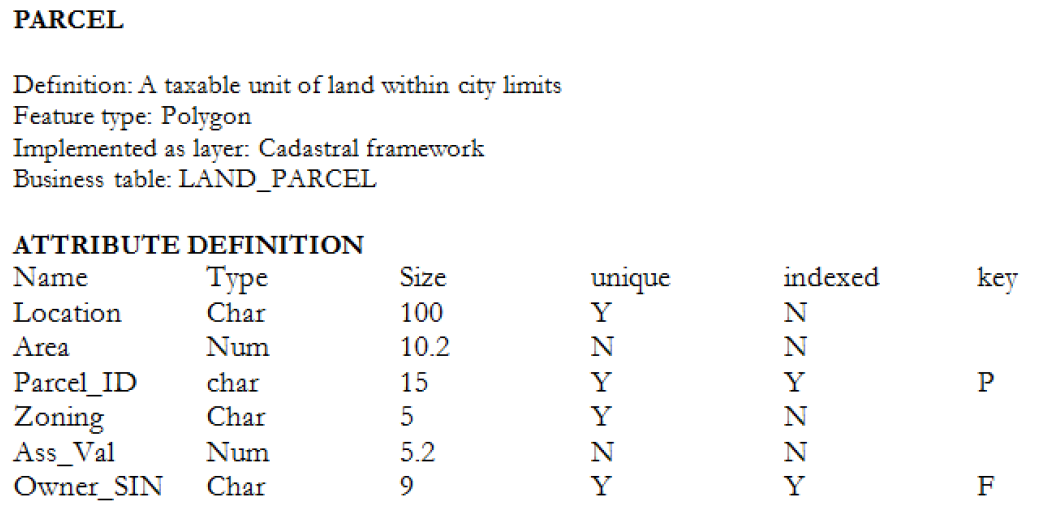 PARCEL
Definition: A taxable unit of land within city limits
Feature type: Polygon
Implemented as layer: Cadastral framework
Business table: LAND_PARCEL
ATTRIBUTE DEFINITION
Name Type Size unique indexed key
Location Char 100 Y N
Area Num 10.2 N N
Parcel_ID char 15 Y Y P
Zoning Char 5 Y N
Ass_Val Num 5.2 N N
Owner_SIN Char 9 Y Y F